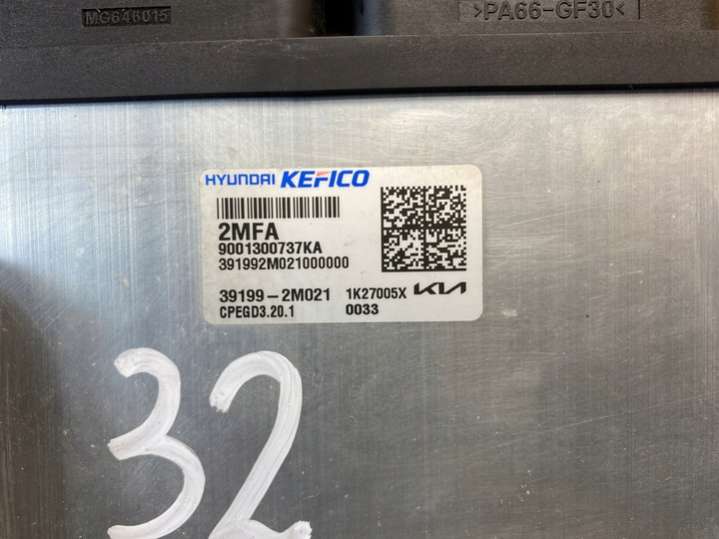 MG646015
>PA66-GF30<
HYUNDAI KEFICO
2MFA
9001300737KA
391992M021000000
39199-2M021 1K27005X KIA
CPEGD3.20.1 0033
32